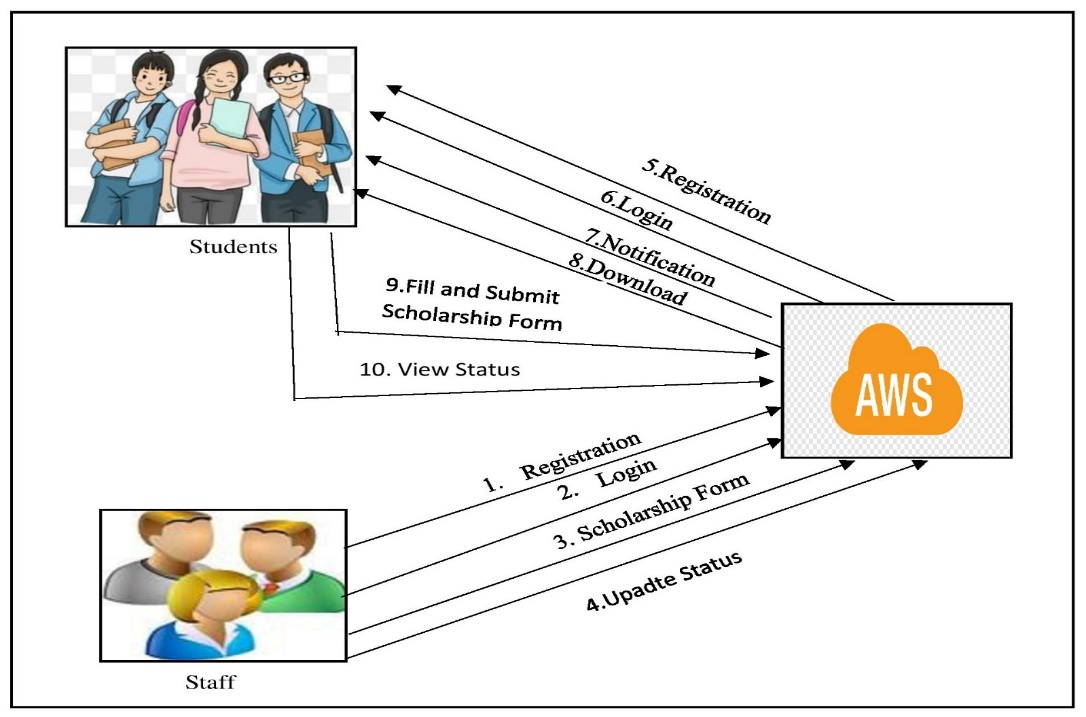 5.Registration
6.Login
7.Notification
8.Download
Students
9.Fill and Submit
Scholarship Form
10. View Status
AWS
1. Registration
2. Login
3. Scholarship Form
4.Upadte Status
Staff